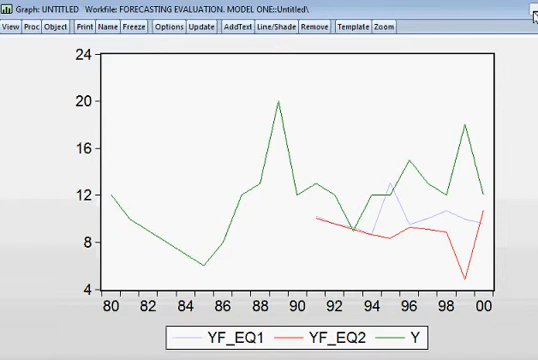 Graph: UNTITLED Workfile: FORECASTING EVALUATION. MODEL ONE::Untitled\
View Proc Object Print Name Freeze Options Update AddText Line/Shade Remove Template Zoom
24
20
16
12
8
4
80 82 84 86 88 90 92 94 96 98 00
YF_EQ1 YF_EQ2 Y